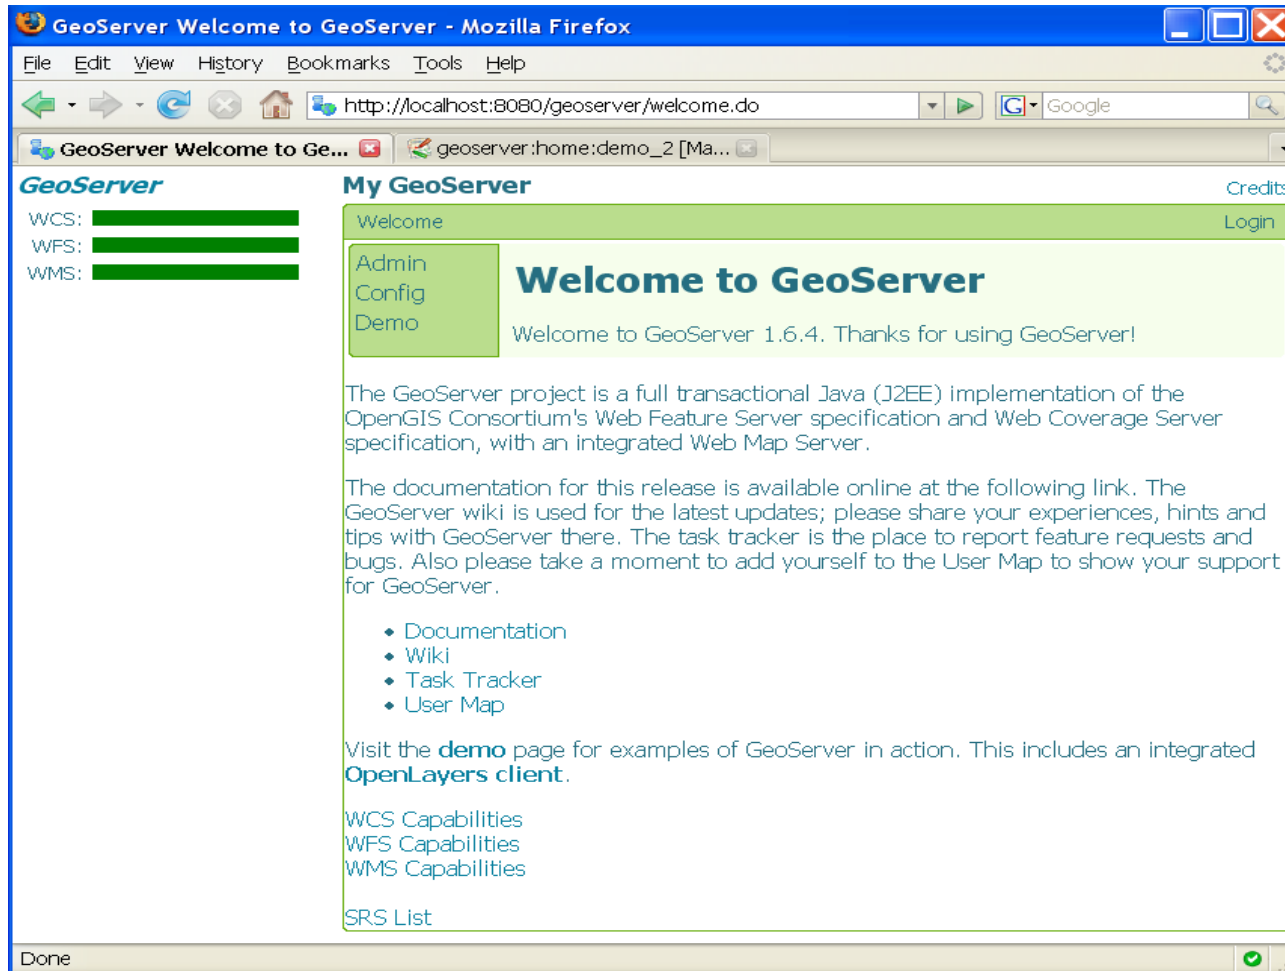 GeoServer Welcome to GeoServer - Mozilla Firefox
File Edit View History Bookmarks Tools Help
http://localhost:8080/geoserver/welcome.do
G Google
GeoServer Welcome to Ge...
geoserver:home:demo_2 [Ma...
GeoServer
WCS:
WFS:
WMS:
My GeoServer
Credits
Welcome
Login
Admin
Config
Demo
Welcome to GeoServer
Welcome to GeoServer 1.6.4. Thanks for using GeoServer!
The GeoServer project is a full transactional Java (J2EE) implementation of the
OpenGIS Consortium's Web Feature Server specification and Web Coverage Server
specification, with an integrated Web Map Server.
The documentation for this release is available online at the following link. The
GeoServer wiki is used for the latest updates; please share your experiences, hints and
tips with GeoServer there. The task tracker is the place to report feature requests and
bugs. Also please take a moment to add yourself to the User Map to show your support
for GeoServer.
• Documentation
• Wiki
• Task Tracker
• User Map
Visit the demo page for examples of GeoServer in action. This includes an integrated
OpenLayers client.
WCS Capabilities
WFS Capabilities
WMS Capabilities
SRS List
Done